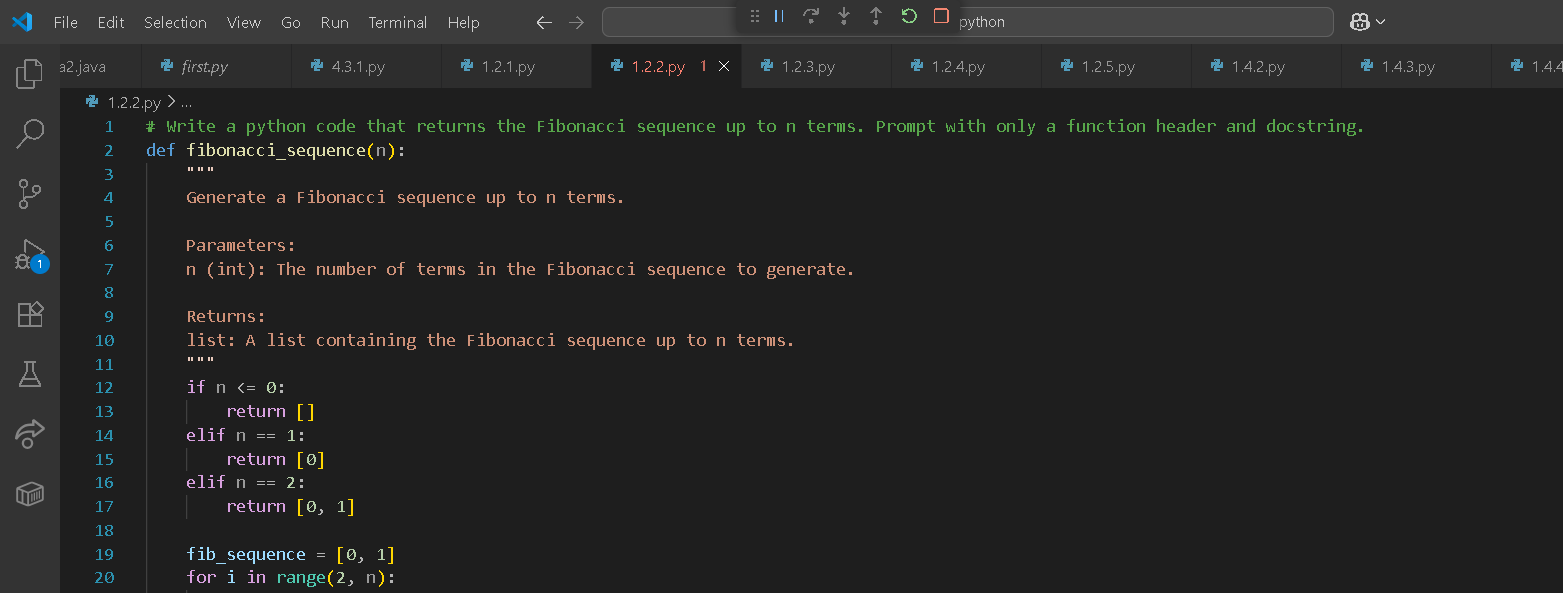 File Edit Selection View Go Run Terminal Help python
a2.java first.py 4.3.1.py 1.2.1.py 1.2.2.py 1 1.2.3.py 1.2.4.py 1.2.5.py 1.4.2.py 1.4.3.py 1.4.4
1.2.2.py > ...
1 # Write a python code that returns the Fibonacci sequence up to n terms. Prompt with only a function header and docstring.
2 def fibonacci_sequence(n):
3 """
4 Generate a Fibonacci sequence up to n terms.
5
6 Parameters:
7 n (int): The number of terms in the Fibonacci sequence to generate.
8
9 Returns:
10 list: A list containing the Fibonacci sequence up to n terms.
11 """
12 if n <= 0:
13 return []
14 elif n == 1:
15 return [0]
16 elif n == 2:
17 return [0, 1]
18
19 fib_sequence = [0, 1]
20 for i in range(2, n):
1